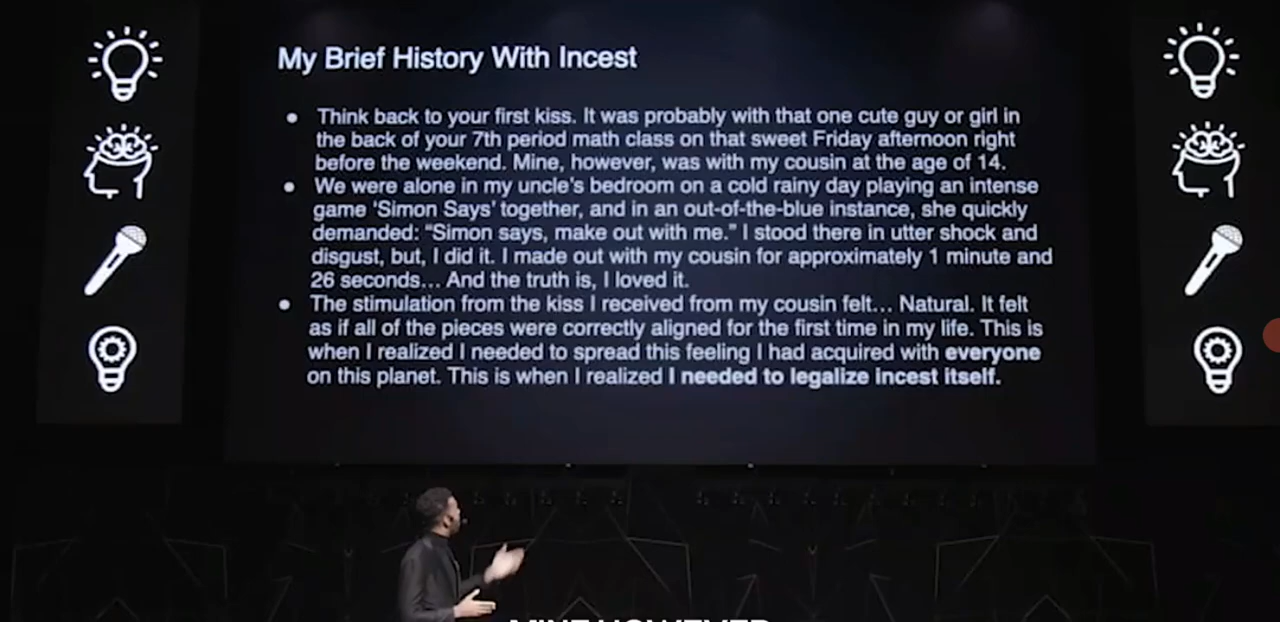 My Brief History With Incest
● Think back to your first kiss. It was probably with that one cute guy or girl in
the back of your 7th period math class on that sweet Friday afternoon right
before the weekend. Mine, however, was with my cousin at the age of 14.
● We were alone in my uncle's bedroom on a cold rainy day playing an intense
game 'Simon Says' together, and in an out-of-the-blue instance, she quickly
demanded: "Simon says, make out with me." I stood there in utter shock and
disgust, but, I did it. I made out with my cousin for approximately 1 minute and
26 seconds... And the truth is, I loved it.
● The stimulation from the kiss I received from my cousin felt... Natural. It felt
as if all of the pieces were correctly aligned for the first time in my life. This is
when I realized I needed to spread this feeling I had acquired with everyone
on this planet. This is when I realized I needed to legalize incest itself.
MINE HOWEVER